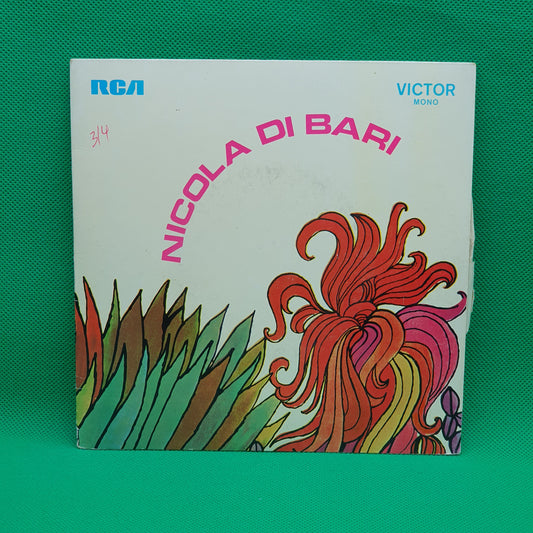 RCA
VICTOR
MONO
3/4
NICOLA DI BARI